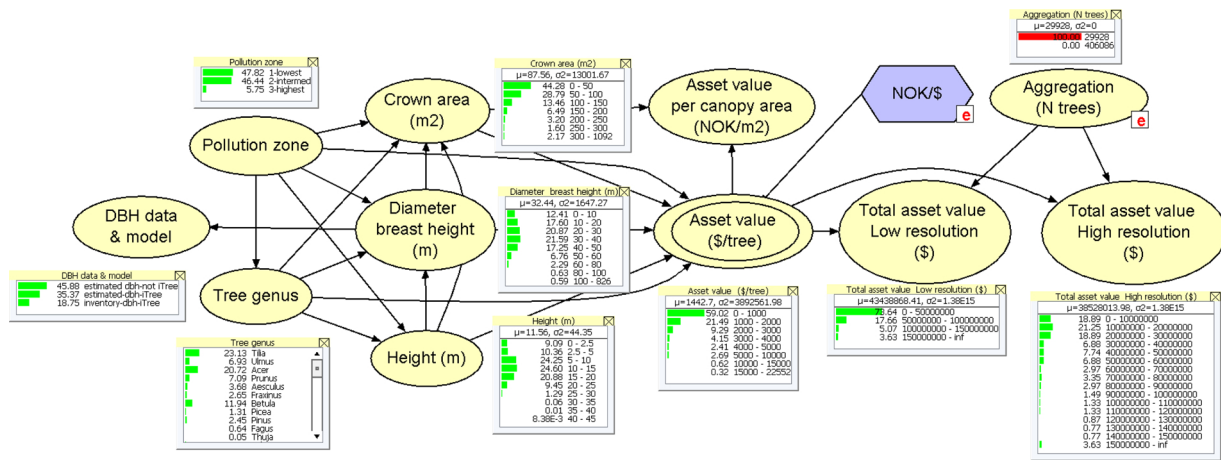 Aggregation (N trees)
μ=29928, σ2=0
100.00 29928
0.00 406086
Pollution zone
47.82 1-lowest
46.44 2-intermed
5.75 3-highest
Crown area (m2)
μ=87.56, σ2=13001.67
44.28 0 - 50
28.79 50 - 100
13.46 100 - 150
6.49 150 - 200
3.20 200 - 250
1.60 250 - 300
2.17 300 - 1092
Crown area
(m2)
Asset value
per canopy area
(NOK/m2)
NOK/$
e
Aggregation
(N trees)
e
Pollution zone
DBH data
& model
Diameter
breast height
(m)
Diameter breast height (m)
μ=32.44, σ2=1647.27
12.41 0 - 10
17.60 10 - 20
20.87 20 - 30
21.59 30 - 40
17.25 40 - 50
6.76 50 - 60
2.29 60 - 80
0.63 80 - 100
0.59 100 - 826
Asset value
($/tree)
Total asset value
Low resolution
($)
Total asset value
High resolution
($)
DBH data & model
45.88 estimated dbh-not iTree
35.37 estimated-dbh-iTree
18.75 inventory-dbh-iTree
Tree genus
Height (m)
Tree genus
23.13 Tilia
6.93 Ulmus
20.72 Acer
7.09 Prunus
3.68 Aesculus
2.65 Fraxinus
11.94 Betula
1.31 Picea
2.45 Pinus
0.64 Fagus
0.05 Thuja
Height (m)
μ=11.56, σ2=44.35
9.09 0 - 2.5
10.36 2.5 - 5
24.25 5 - 10
24.60 10 - 15
20.88 15 - 20
9.45 20 - 25
1.29 25 - 30
0.06 30 - 35
0.01 35 - 40
8.38E-3 40 - 45
Asset value ($/tree)
μ=1442.7, σ2=3892561.98
59.02 0 - 1000
21.49 1000 - 2000
9.29 2000 - 3000
4.15 3000 - 4000
2.41 4000 - 5000
2.69 5000 - 10000
0.62 10000 - 15000
0.32 15000 - 22552
Total asset value Low resolution ($)
μ=43438868.41, σ2=1.38E15
73.64 0 - 50000000
17.66 50000000 - 100000000
5.07 100000000 - 150000000
3.63 150000000 - inf
Total asset value High resolution ($)
μ=38528013.98, σ2=1.38E15
18.89 0 - 10000000
21.25 10000000 - 20000000
18.89 20000000 - 30000000
6.88 30000000 - 40000000
7.74 40000000 - 50000000
6.88 50000000 - 60000000
2.97 60000000 - 70000000
3.35 70000000 - 80000000
2.97 80000000 - 90000000
1.49 90000000 - 100000000
1.33 100000000 - 110000000
1.33 110000000 - 120000000
0.87 120000000 - 130000000
0.77 130000000 - 140000000
0.77 140000000 - 150000000
3.63 150000000 - inf